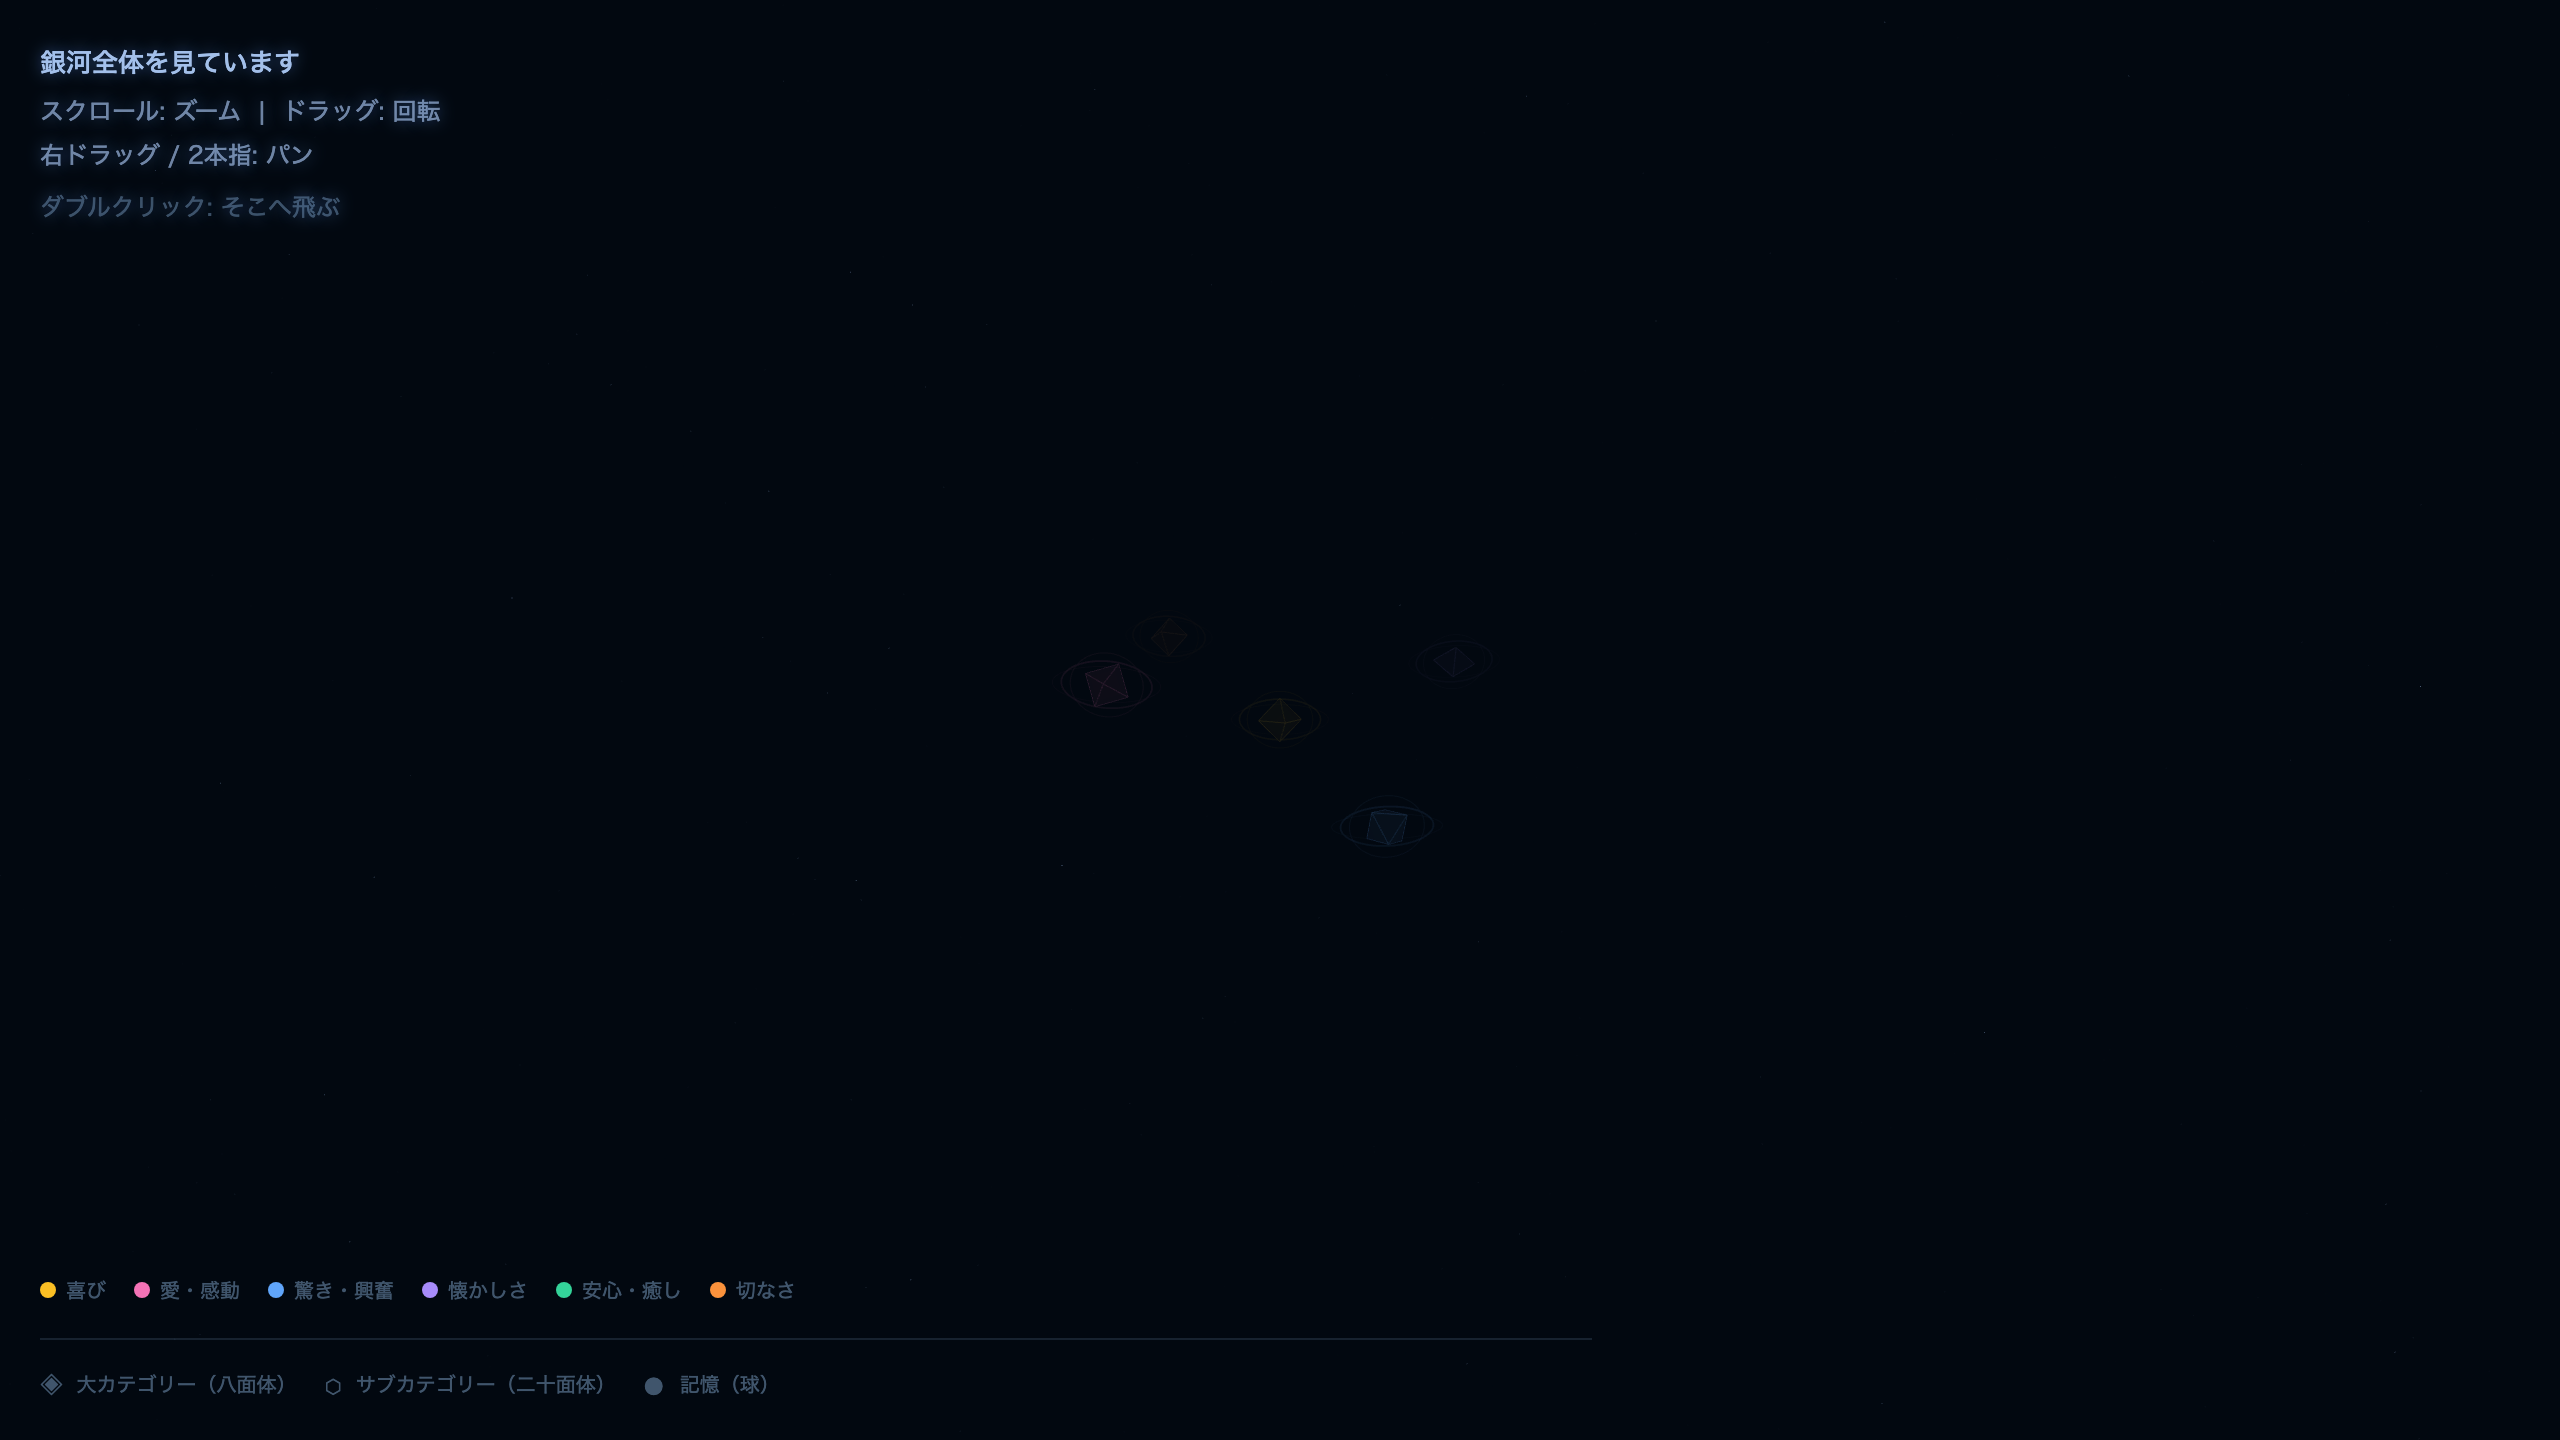 銀河全体を見ています
スクロール: ズーム | ドラッグ: 回転
右ドラッグ / 2本指: パン
ダブルクリック: そこへ飛ぶ
喜び 愛・感動 驚き・興奮 懐かしさ 安心・癒し 切なさ
大カテゴリー（八面体） サブカテゴリー（二十面体） 記憶（球）